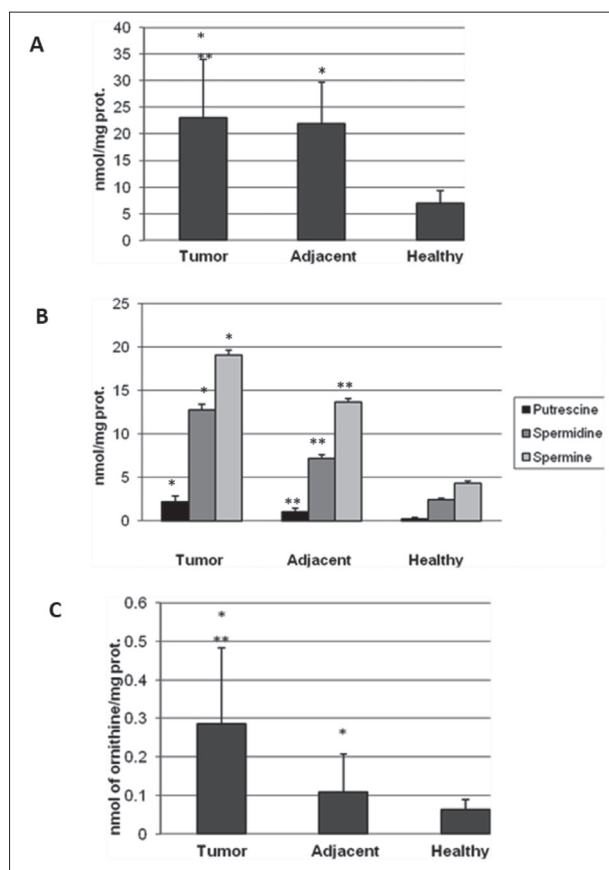 A
nmol/mg prot.
40
35
30
25
20
15
10
5
0
*
**
*
Tumor Adjacent Healthy
B
nmol/mg prot.
25
20
15
10
5
0
*
*
*
**
**
**
Putrescine
Spermidine
Spermine
Tumor Adjacent Healthy
C
nmol of ornithine/mg prot.
0.6
0.5
0.4
0.3
0.2
0.1
0
*
**
*
Tumor Adjacent Healthy